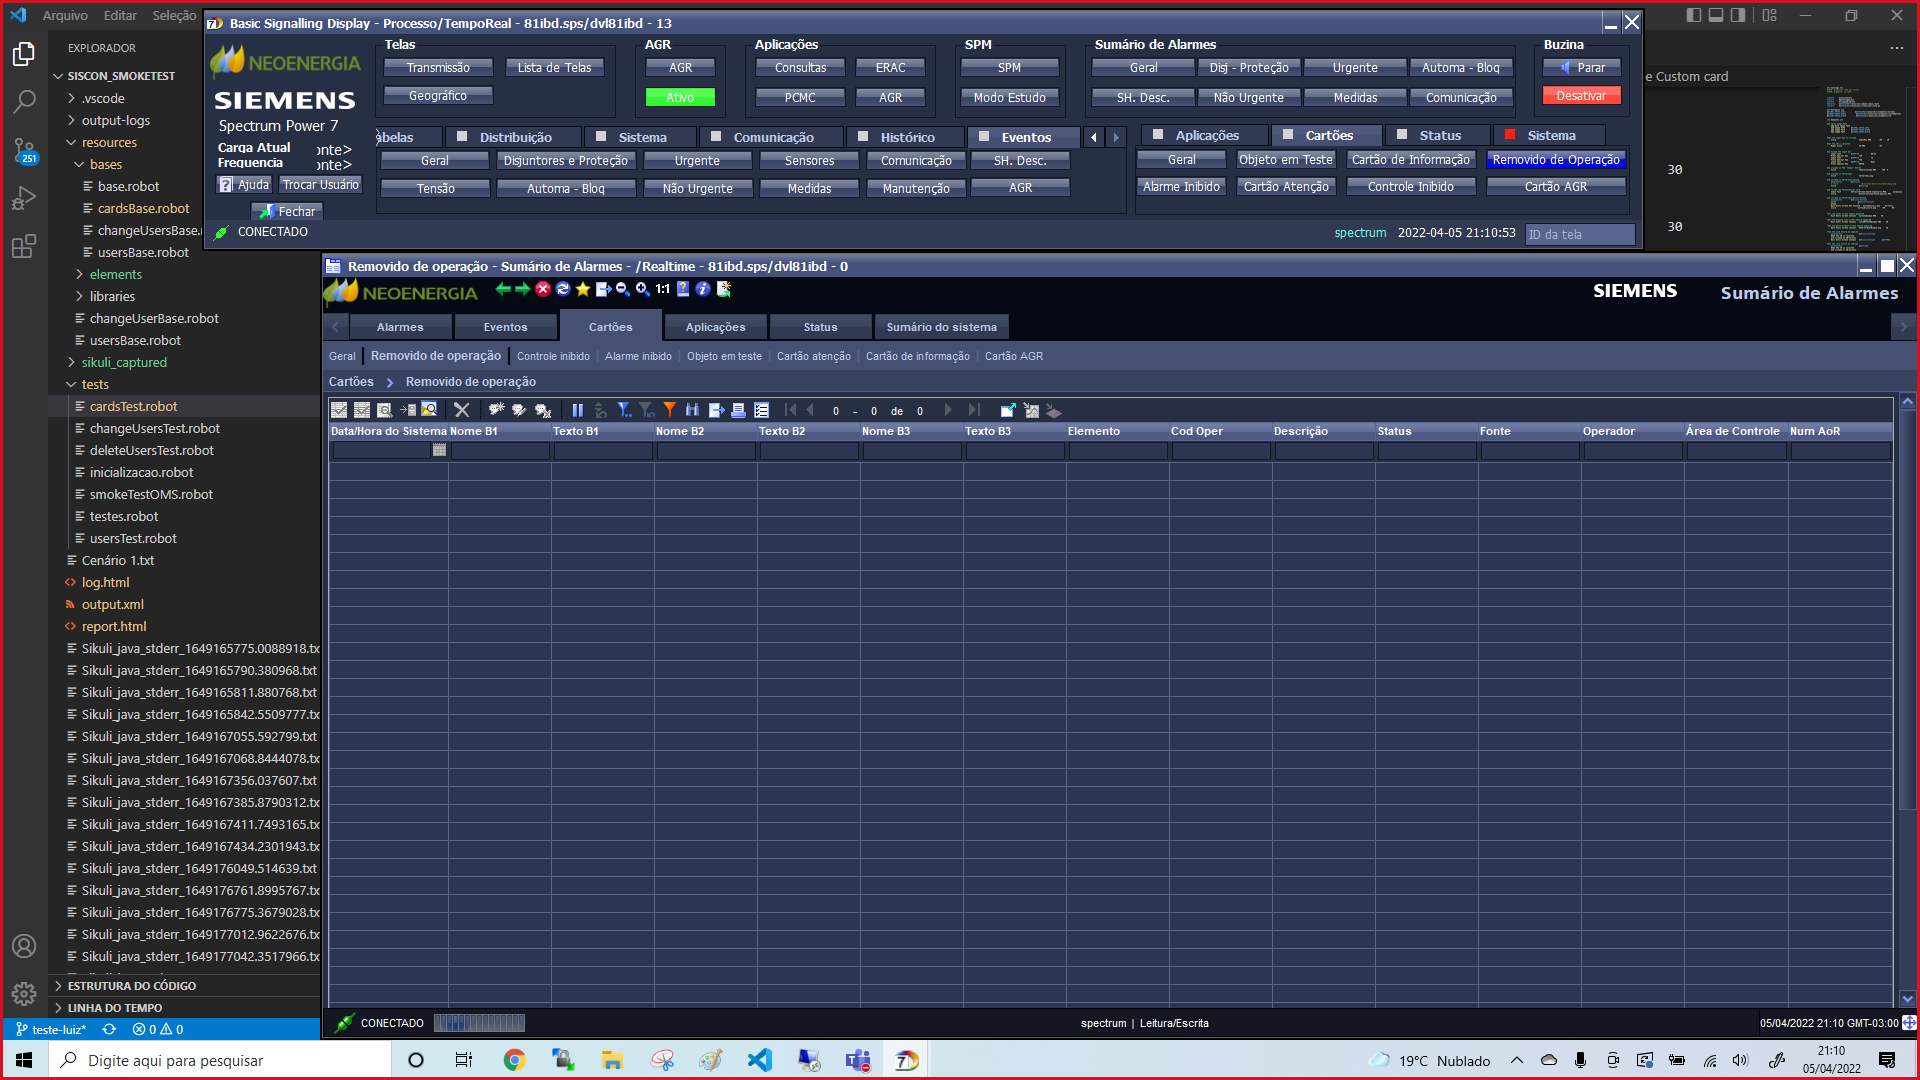 Arquivo Editar Seleção
EXPLORADOR
SISCON_SMOKETEST
.vscode
output-logs
resources
bases
base.robot
cardsBase.robot
changeUsersBase.
usersBase.robot
elements
libraries
changeUserBase.robot
usersBase.robot
sikuli_captured
tests
cardsTest.robot
changeUsersTest.robot
deleteUsersTest.robot
inicializacao.robot
smokeTestOMS.robot
testes.robot
usersTest.robot
Cenário 1.txt
log.html
output.xml
report.html
Sikuli_java_stderr_1649165775.0088918.tx
Sikuli_java_stderr_1649165790.380968.txt
Sikuli_java_stderr_1649165811.880768.txt
Sikuli_java_stderr_1649165842.5509777.tx
Sikuli_java_stderr_1649167055.592799.txt
Sikuli_java_stderr_1649167068.8444078.tx
Sikuli_java_stderr_1649167356.037607.txt
Sikuli_java_stderr_1649167385.8790312.tx
Sikuli_java_stderr_1649167411.7493165.tx
Sikuli_java_stderr_1649167434.2301943.tx
Sikuli_java_stderr_1649176049.514639.txt
Sikuli_java_stderr_1649176761.8995767.tx
Sikuli_java_stderr_1649176775.3679028.tx
Sikuli_java_stderr_1649177012.9622676.tx
Sikuli_java_stderr_1649177042.3517966.tx
ESTRUTURA DO CÓDIGO
LINHA DO TEMPO
251
teste-luiz* 0 0
e Custom card
30
30
Basic Signalling Display - Processo/TempoReal - 81ibd.sps/dvl81ibd - 13
NEOENERGIA
SIEMENS
Spectrum Power 7
Carga Atual onte>
Frequencia onte>
Ajuda Trocar Usuário
Fechar
CONECTADO
Telas AGR Aplicações SPM Sumário de Alarmes Buzina
Transmissão Lista de Telas AGR Consultas ERAC SPM Geral Disj - Proteção Urgente Automa - Bloq Parar
Geográfico Ativo PCMC AGR Modo Estudo SH. Desc. Não Urgente Medidas Comunicação Desativar
abelas Distribuição Sistema Comunicação Histórico Eventos Aplicações Cartões Status Sistema
Geral Disjuntores e Proteção Urgente Sensores Comunicação SH. Desc. Geral Objeto em Teste Cartão de Informação Removido de Operação
Tensão Automa - Bloq Não Urgente Medidas Manutenção AGR Alarme Inibido Cartão Atenção Controle Inibido Cartão AGR
spectrum 2022-04-05 21:10:53 ID da tela
Removido de operação - Sumário de Alarmes - /Realtime - 81ibd.sps/dvl81ibd - 0
NEOENERGIA 1:1 SIEMENS Sumário de Alarmes
Alarmes Eventos Cartões Aplicações Status Sumário do sistema
Geral Removido de operação Controle inibido Alarme inibido Objeto em teste Cartão atenção Cartão de informação Cartão AGR
Cartões Removido de operação
0 - 0 de 0
Data/Hora do Sistema Nome B1 Texto B1 Nome B2 Texto B2 Nome B3 Texto B3 Elemento Cod Oper Descrição Status Fonte Operador Área de Controle Num AoR
CONECTADO spectrum | Leitura/Escrita 05/04/2022 21:10 GMT-03:00
Digite aqui para pesquisar
19°C Nublado
21:10
05/04/2022